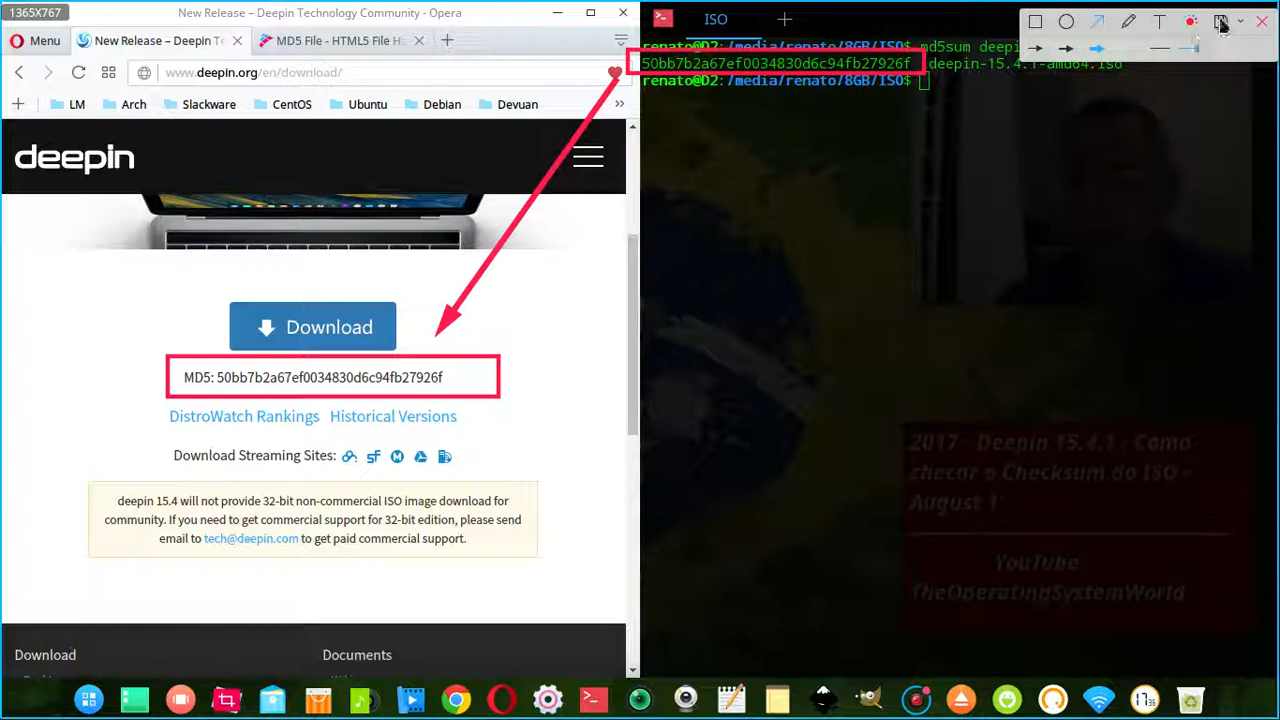 1365X767
New Release – Deepin Technology Community - Opera
Menu
New Release – Deepin Te
MD5 File - HTML5 File Ha
www.deepin.org/en/download/
LM
Arch
Slackware
CentOS
Ubuntu
Debian
Devuan
deepin
Download
MD5: 50bb7b2a67ef0034830d6c94fb27926f
DistroWatch Rankings
Historical Versions
Download Streaming Sites:
deepin 15.4 will not provide 32-bit non-commercial ISO image download for
community. If you need to get commercial support for 32-bit edition, please send
email to tech@deepin.com to get paid commercial support.
Download
Documents
ISO
renato@D2:/media/renato/8GB/ISO$ md5sum deepi
50bb7b2a67ef0034830d6c94fb27926f deepin-15.4.1-amd64.iso
renato@D2:/media/renato/8GB/ISO$
2017 - Deepin 15.4.1 - Como
checar o Checksum do ISO -
August 1
YouTube
TheOperatingSystemWorld